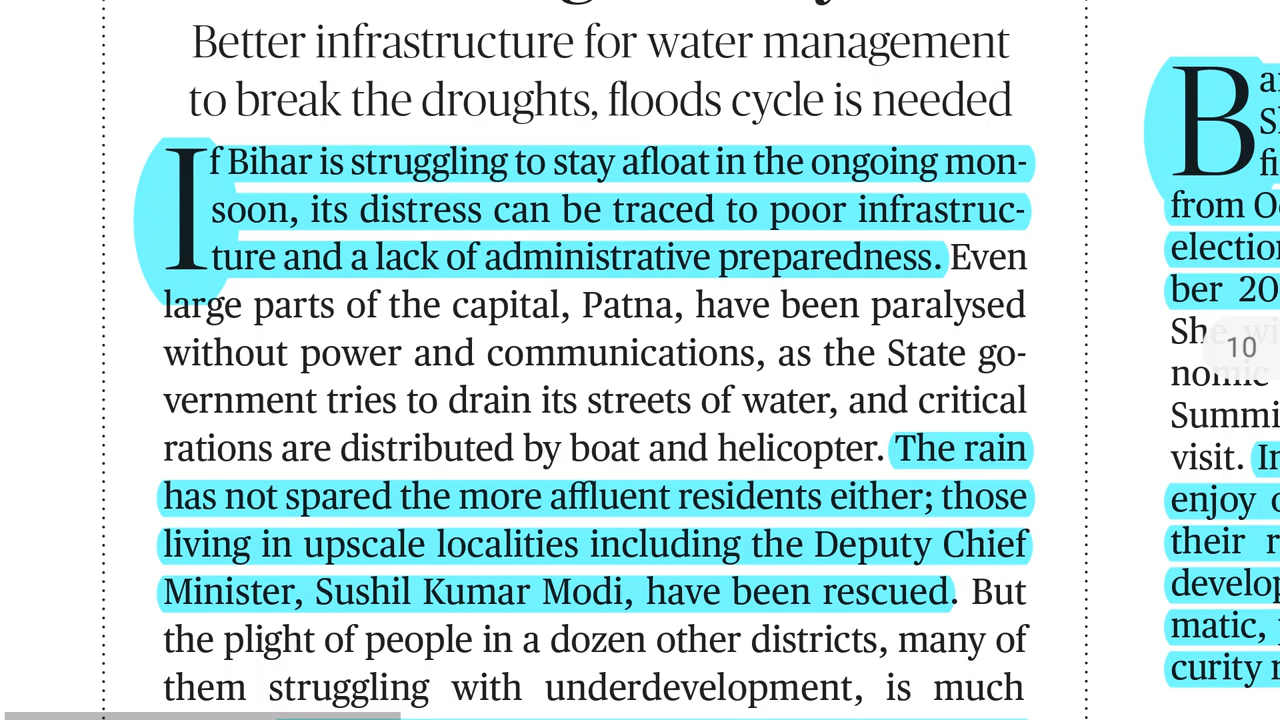 Better infrastructure for water management
to break the droughts, floods cycle is needed
If Bihar is struggling to stay afloat in the ongoing mon-
soon, its distress can be traced to poor infrastruc-
ture and a lack of administrative preparedness. Even
large parts of the capital, Patna, have been paralysed
without power and communications, as the State go-
vernment tries to drain its streets of water, and critical
rations are distributed by boat and helicopter. The rain
has not spared the more affluent residents either; those
living in upscale localities including the Deputy Chief
Minister, Sushil Kumar Modi, have been rescued. But
the plight of people in a dozen other districts, many of
them struggling with underdevelopment, is much
B
from
ber 20
10
visit.
enjoy
their
matic,
curity